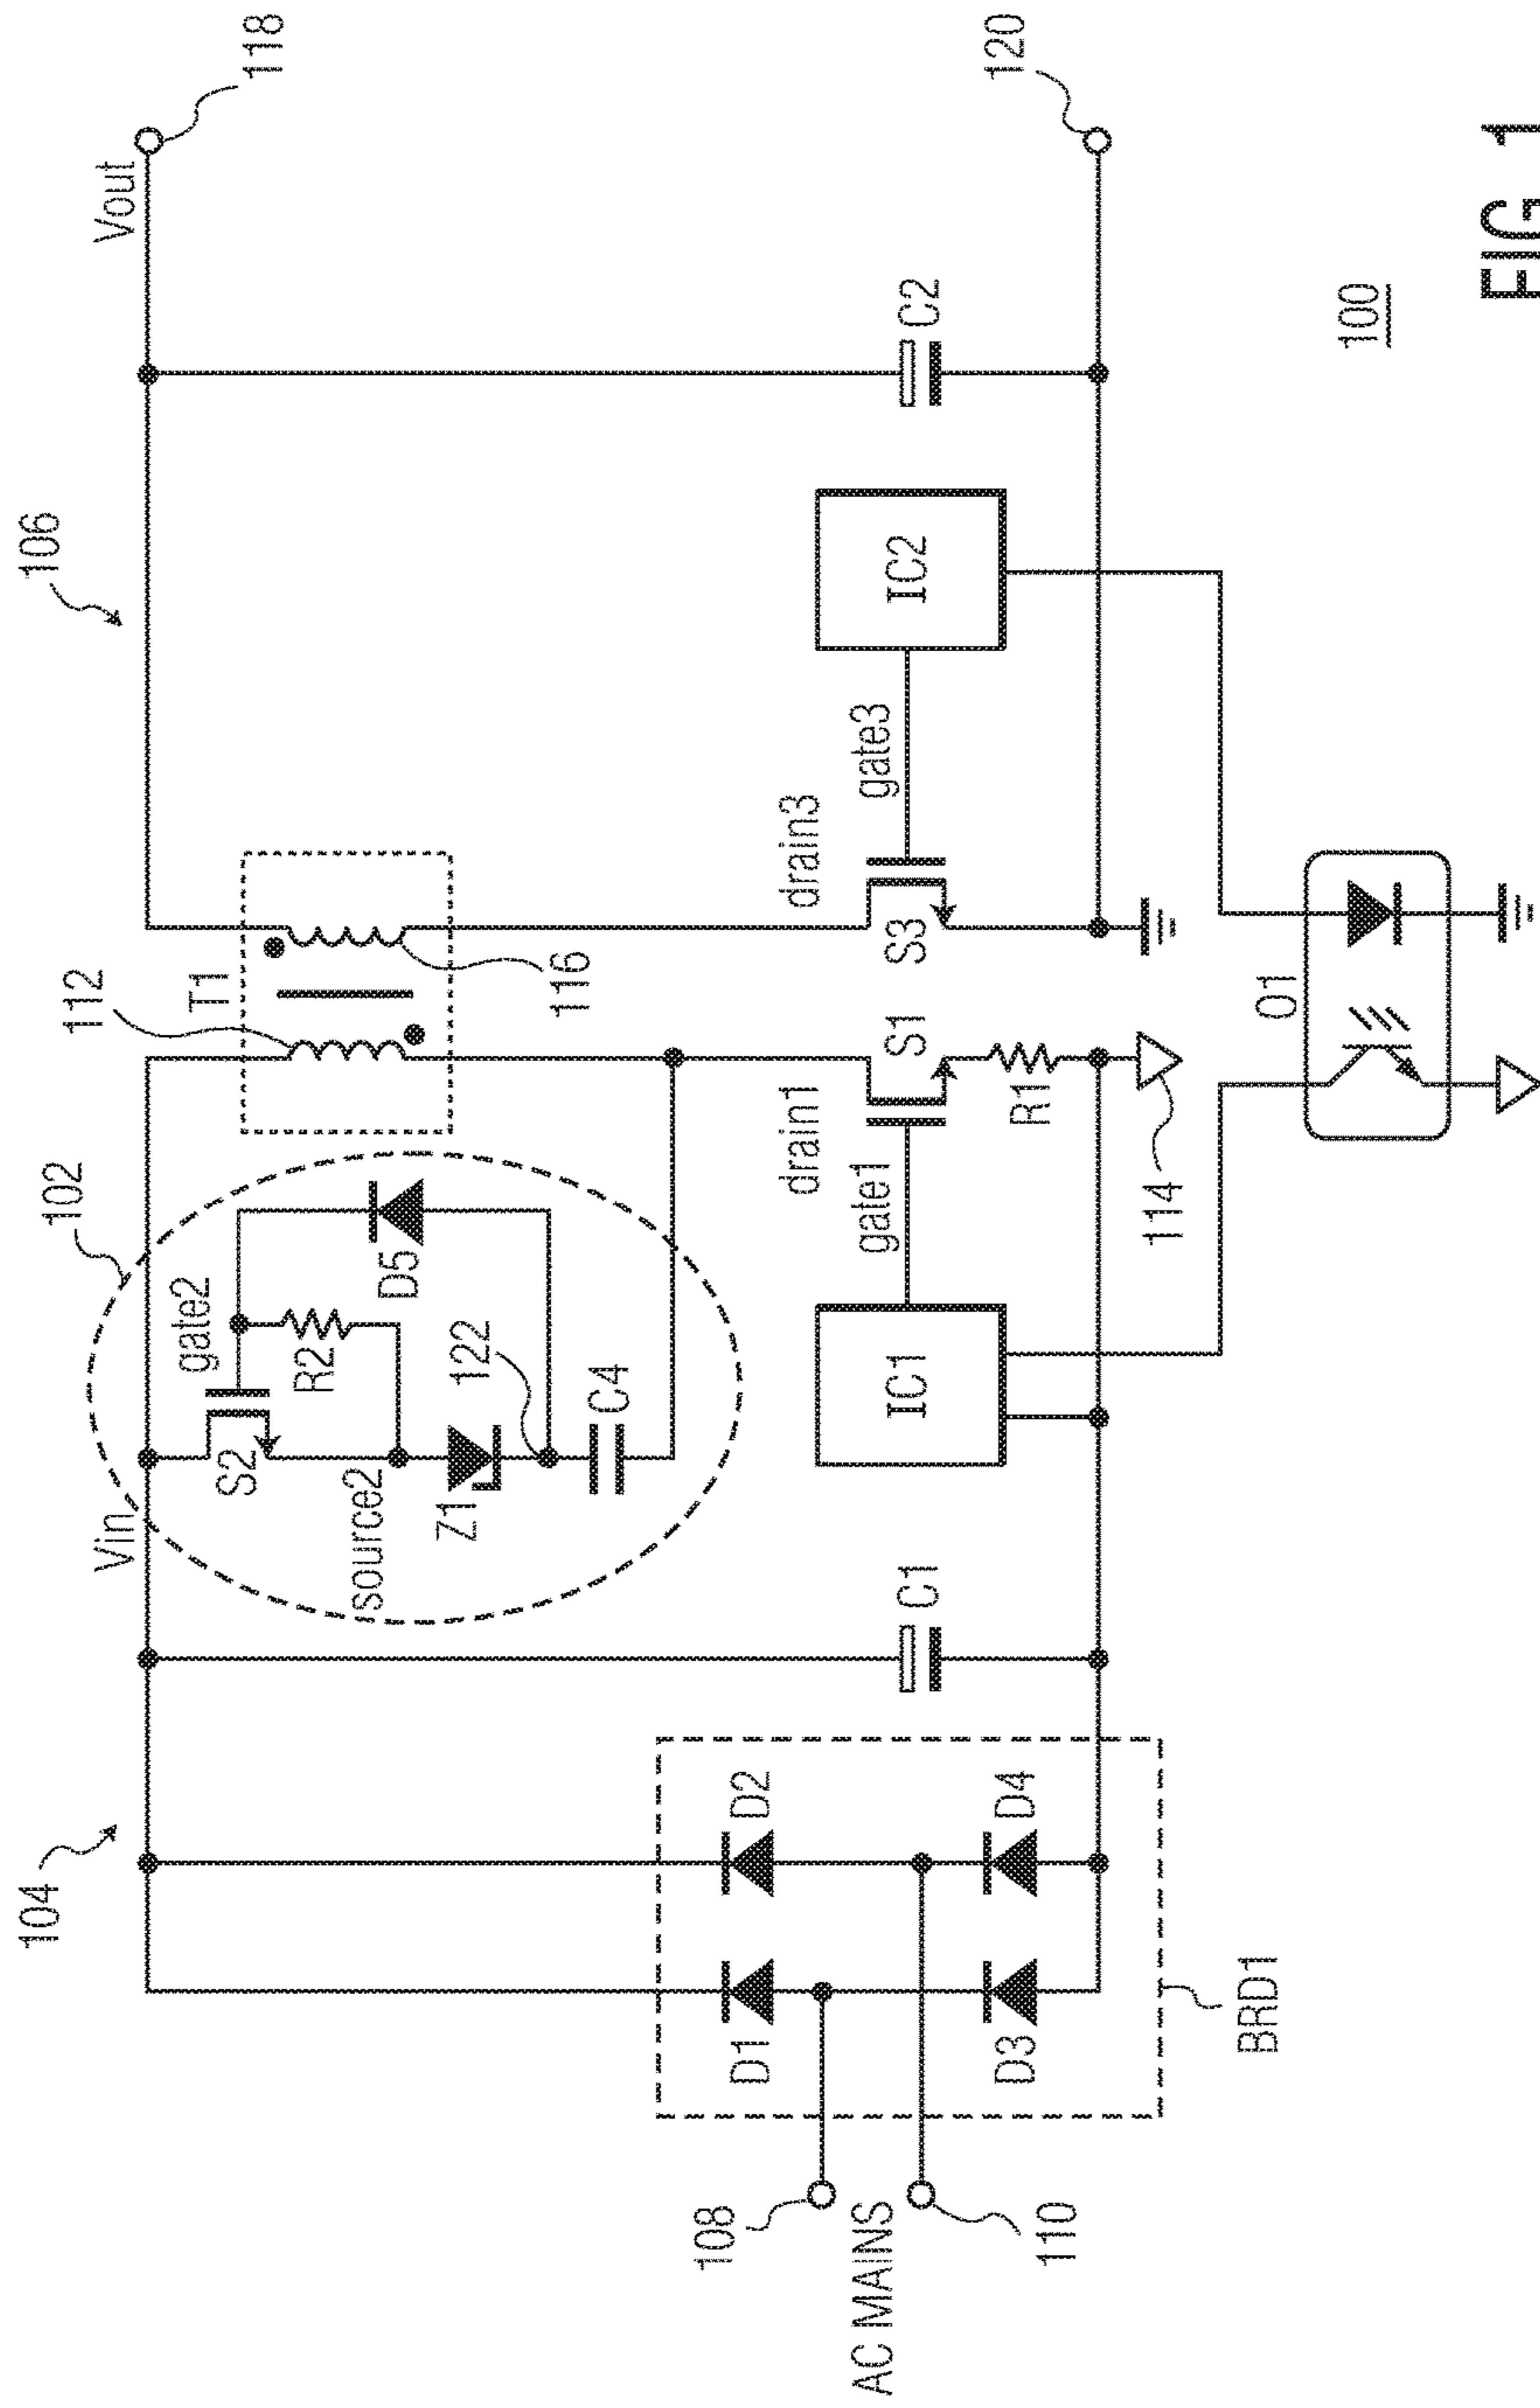 104
106
118
Vin
Vout
102
112
T1
gate2
S2
R2
D5
source2
Z1
122
C4
116
108
AC MAINS
110
D1
D2
D3
D4
BRD1
C1
IC1
gate1
drain1
S1
R1
114
drain3
S3
gate3
IC2
C2
120
O1
100
FIG 1